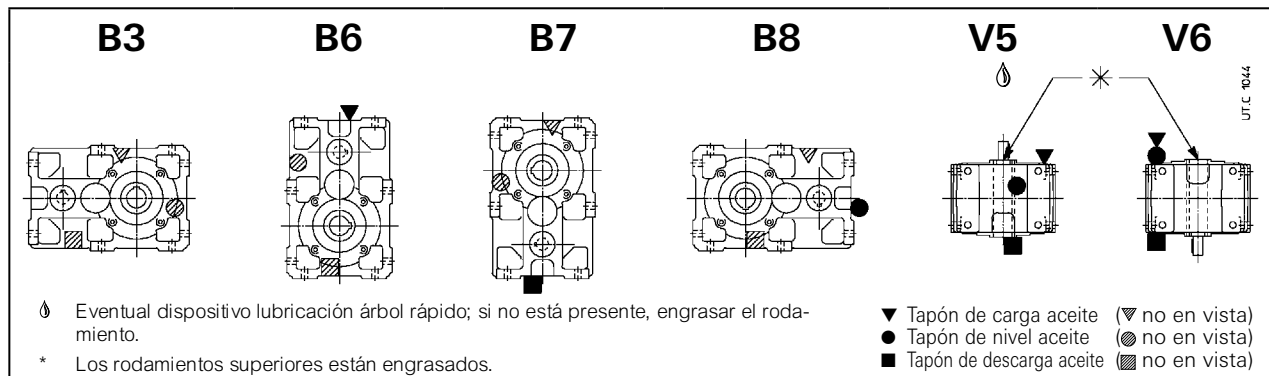 B3 B6 B7 B8 V5 V6
UT.C 1044
Eventual dispositivo lubricación árbol rápido; si no está presente, engrasar el roda-
miento.
* Los rodamientos superiores están engrasados.
▼ Tapón de carga aceite (▽ no en vista)
● Tapón de nivel aceite (○ no en vista)
■ Tapón de descarga aceite (□ no en vista)